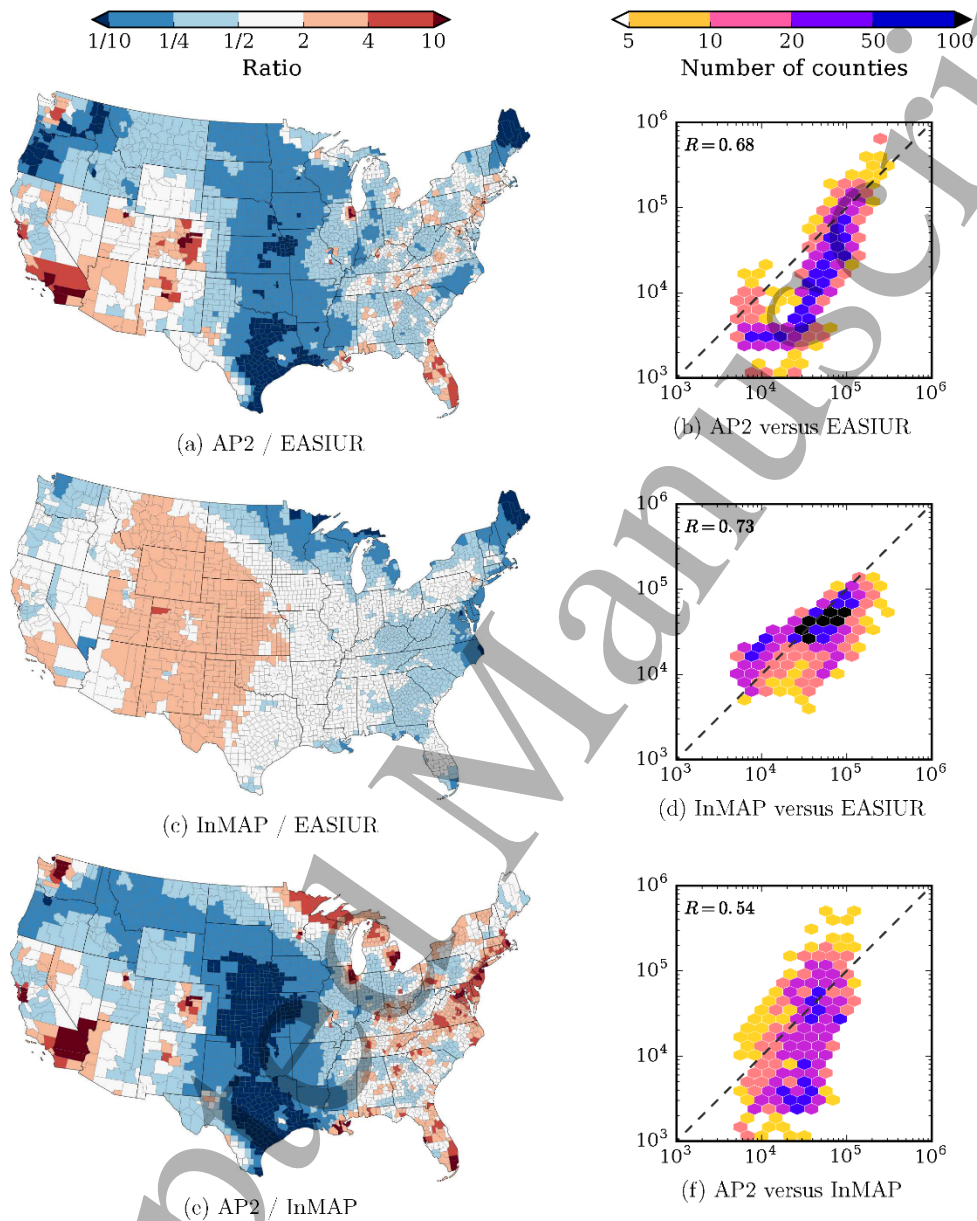 1/10 1/4 1/2 2 4 10
Ratio
5 10 20 50 100
Number of counties
(a) AP2 / EASIUR
10^6
10^5
10^4
10^3
10^3 10^4 10^5 10^6
R = 0.68
(b) AP2 versus EASIUR
(c) InMAP / EASIUR
10^6
10^5
10^4
10^3
10^3 10^4 10^5 10^6
R = 0.73
(d) InMAP versus EASIUR
(e) AP2 / InMAP
10^6
10^5
10^4
10^3
10^3 10^4 10^5 10^6
R = 0.54
(f) AP2 versus InMAP